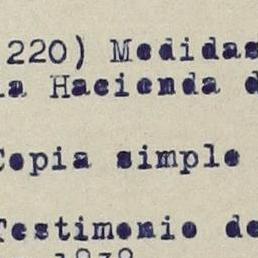 220) Medidas
la Hacienda d
Copia simple
Testimonio de